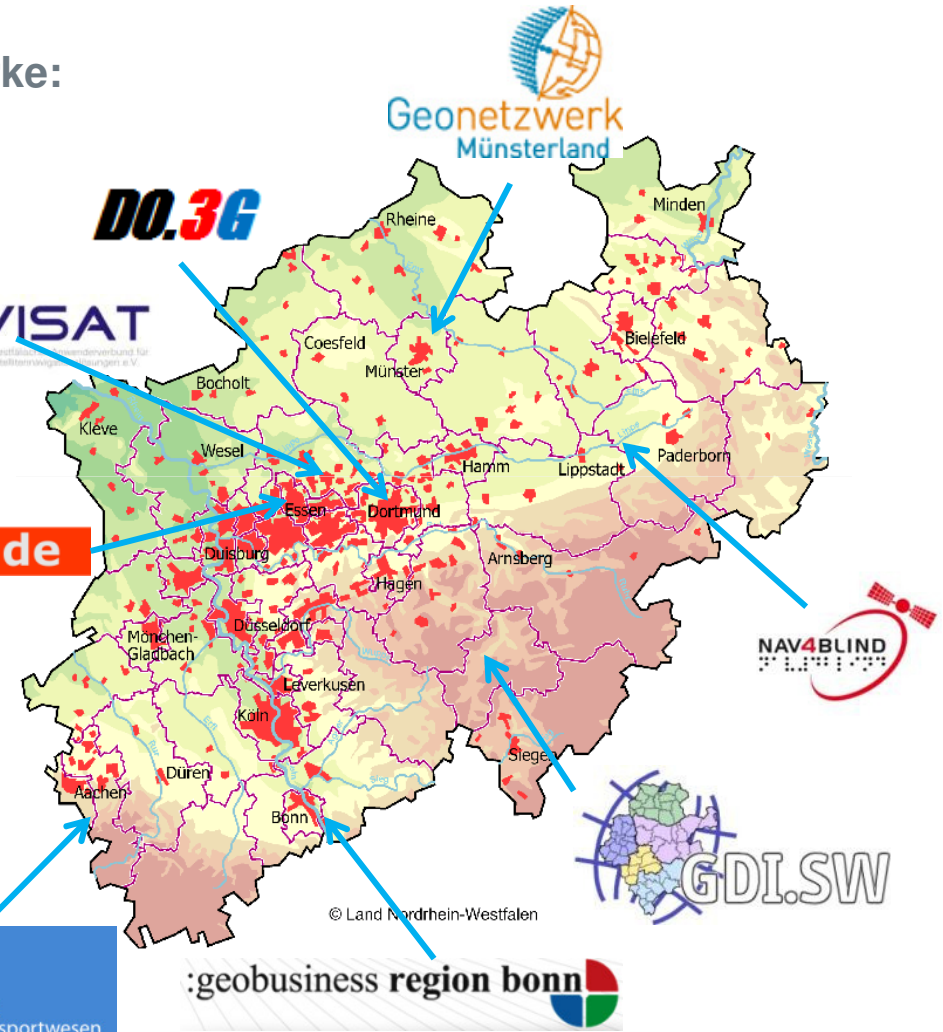 ke:
Geonetzwerk
Münsterland
DO.3G
VISAT
Rheine
Minden
Coesfeld
Münster
Bielefeld
Bocholt
Kleve
Wesel
Hamm
Lippstadt
Paderborn
Lippe
Essen
Dortmund
de
Duisburg
Arnsberg
Hagen
Düsseldorf
Mönchen-
Gladbach
NAV4BLIND
Leverkusen
Köln
Siegen
Düren
Aachen
Sieg
Bonn
GDI.SW
© Land Nordrhein-Westfalen
:geobusiness region bonn
sportwesen